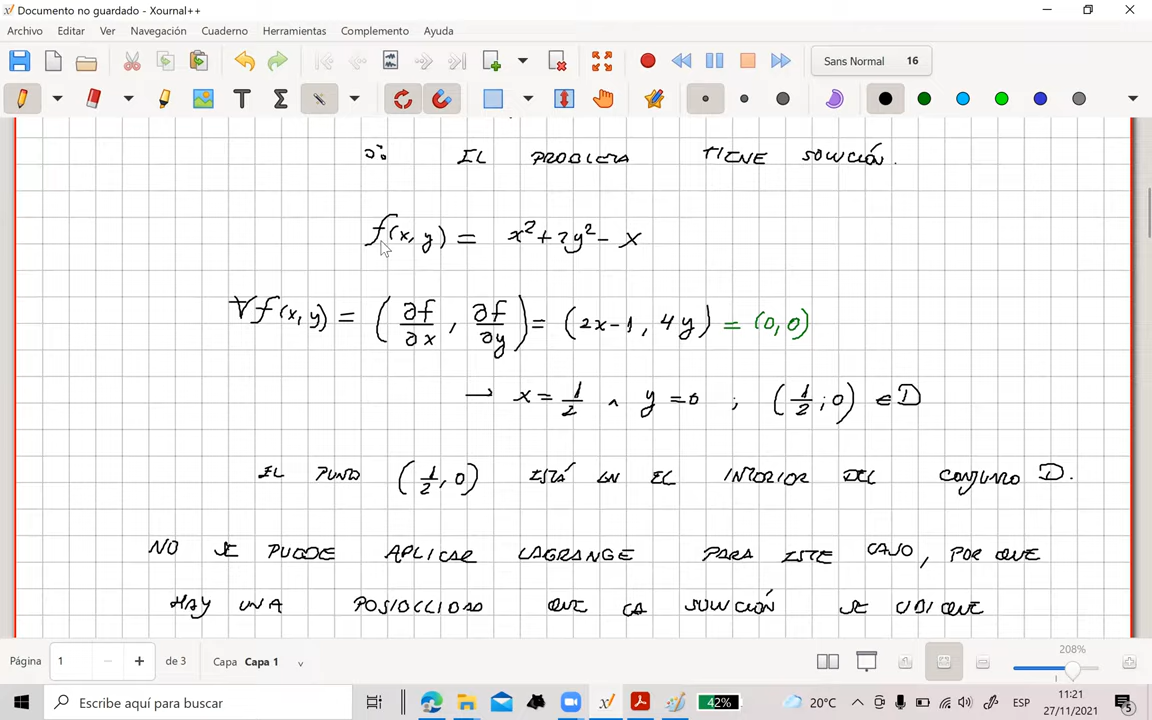 Documento no guardado - Xournal++
Archivo Editar Ver Navegación Cuaderno Herramientas Complemento Ayuda
Sans Normal 16
∴ EL PROBLEMA TIENE SOLUCIÓN.
f(x, y) = x² + 2y² - x
∇f(x, y) = (∂f/∂x , ∂f/∂y) = (2x-1, 4y) = (0,0)
→ x = 1/2 ∧ y = 0 ; (1/2 ; 0) ∈ D
EL PUNTO (1/2, 0) ESTÁ EN EL INTERIOR DEL CONJUNTO D.
NO SE PUEDE APLICAR LAGRANGE PARA ESTE CASO, POR QUE
HAY UNA QUE LA SOLUCIÓN SE UBIQUE
Página 1 de 3 Capa Capa 1 208%
Escribe aquí para buscar 42% 20°C ESP 11:21
27/11/2021 5